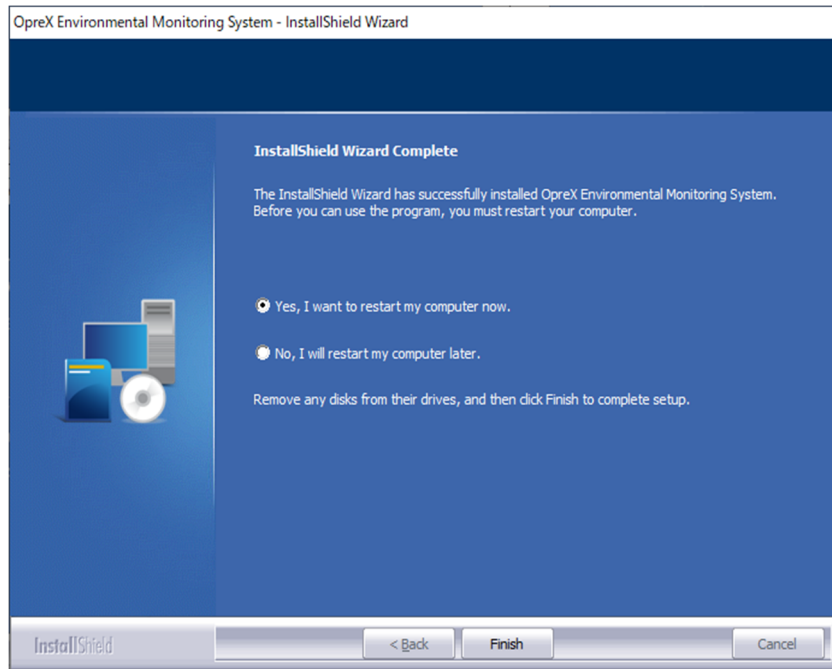 OpreX Environmental Monitoring System - InstallShield Wizard
InstallShield Wizard Complete
The InstallShield Wizard has successfully installed OpreX Environmental Monitoring System.
Before you can use the program, you must restart your computer.
Yes, I want to restart my computer now.
No, I will restart my computer later.
Remove any disks from their drives, and then click Finish to complete setup.
InstallShield
< Back
Finish
Cancel